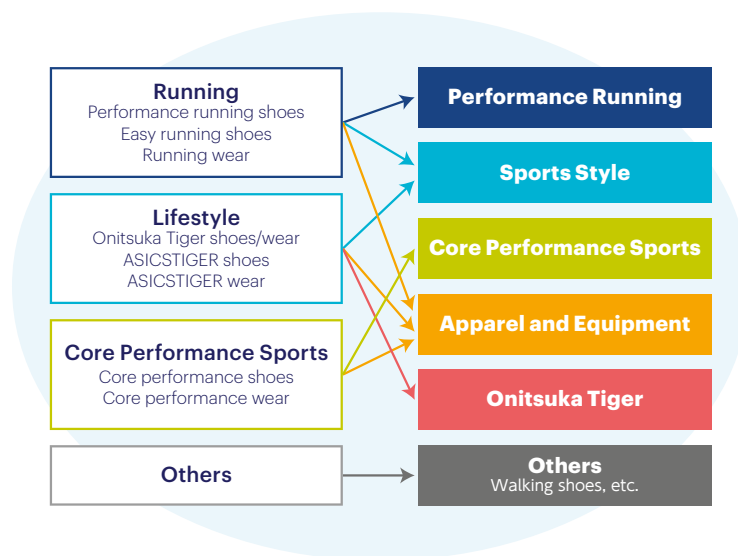 Running
Performance running shoes
Easy running shoes
Running wear
Lifestyle
Onitsuka Tiger shoes/wear
ASICSTIGER shoes
ASICSTIGER wear
Core Performance Sports
Core performance shoes
Core performance wear
Others
Performance Running
Sports Style
Core Performance Sports
Apparel and Equipment
Onitsuka Tiger
Others
Walking shoes, etc.